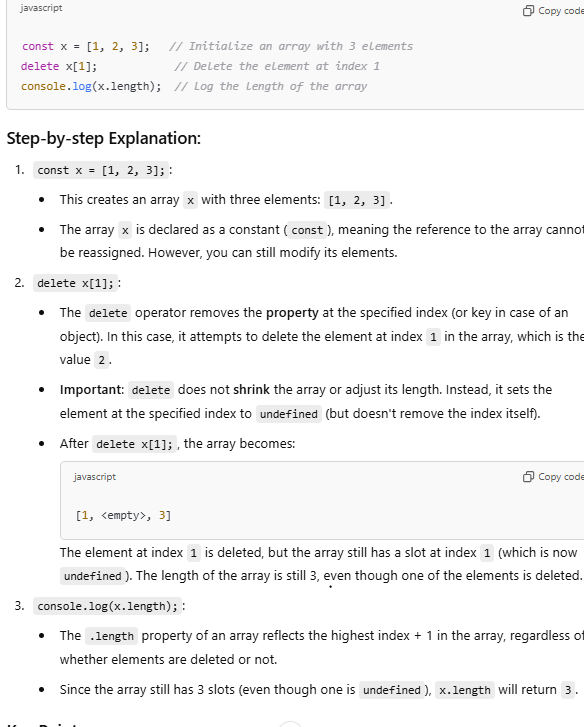 javascript
Copy code
const x = [1, 2, 3]; // Initialize an array with 3 elements
delete x[1]; // Delete the element at index 1
console.log(x.length); // Log the length of the array
Step-by-step Explanation:
1. const x = [1, 2, 3]; :
• This creates an array x with three elements: [1, 2, 3] .
• The array x is declared as a constant ( const ), meaning the reference to the array cannot
be reassigned. However, you can still modify its elements.
2. delete x[1]; :
• The delete operator removes the property at the specified index (or key in case of an
object). In this case, it attempts to delete the element at index 1 in the array, which is the
value 2 .
• Important: delete does not shrink the array or adjust its length. Instead, it sets the
element at the specified index to undefined (but doesn't remove the index itself).
• After delete x[1]; , the array becomes:
javascript
Copy code
[1, <empty>, 3]
The element at index 1 is deleted, but the array still has a slot at index 1 (which is now
undefined ). The length of the array is still 3, even though one of the elements is deleted.
3. console.log(x.length); :
• The .length property of an array reflects the highest index + 1 in the array, regardless of
whether elements are deleted or not.
• Since the array still has 3 slots (even though one is undefined ), x.length will return 3 .